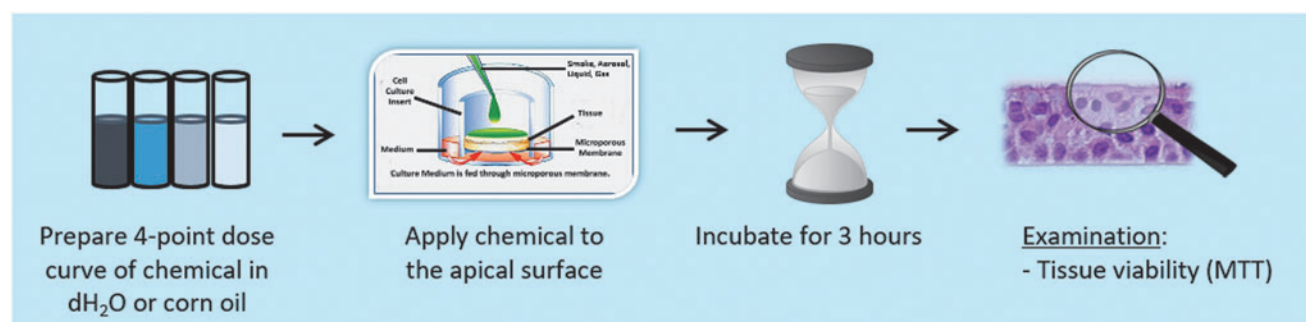 Smoke, Aerosol,
Liquid, Gas
Cell
Culture
Insert
Tissue
Medium
Microporous
Membrane
Culture Medium is fed through microporous membrane.
Prepare 4-point dose
curve of chemical in
dH₂O or corn oil
Apply chemical to
the apical surface
Incubate for 3 hours
Examination:
- Tissue viability (MTT)